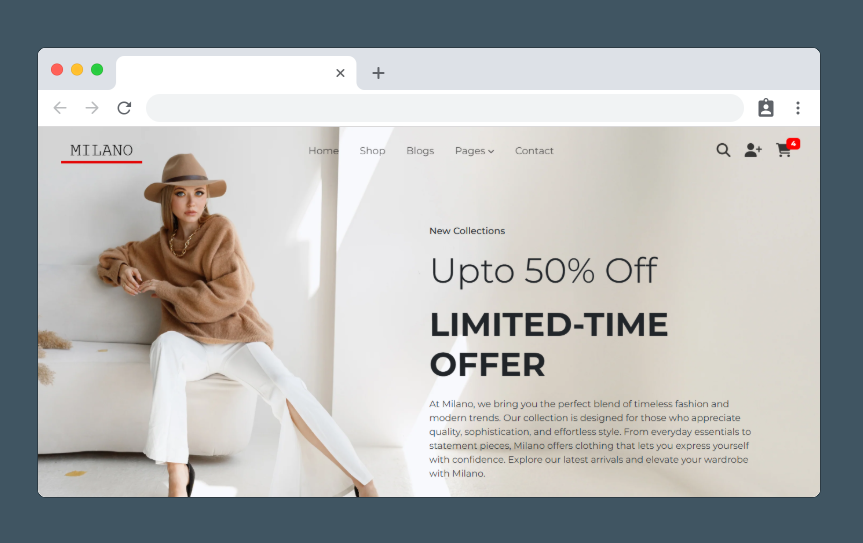 MILANO
Home Shop Blogs Pages Contact
4
New Collections
Upto 50% Off
LIMITED-TIME
OFFER
At Milano, we bring you the perfect blend of timeless fashion and
modern trends. Our collection is designed for those who appreciate
quality, sophistication, and effortless style. From everyday essentials to
statement pieces, Milano offers clothing that lets you express yourself
with confidence. Explore our latest arrivals and elevate your wardrobe
with Milano.